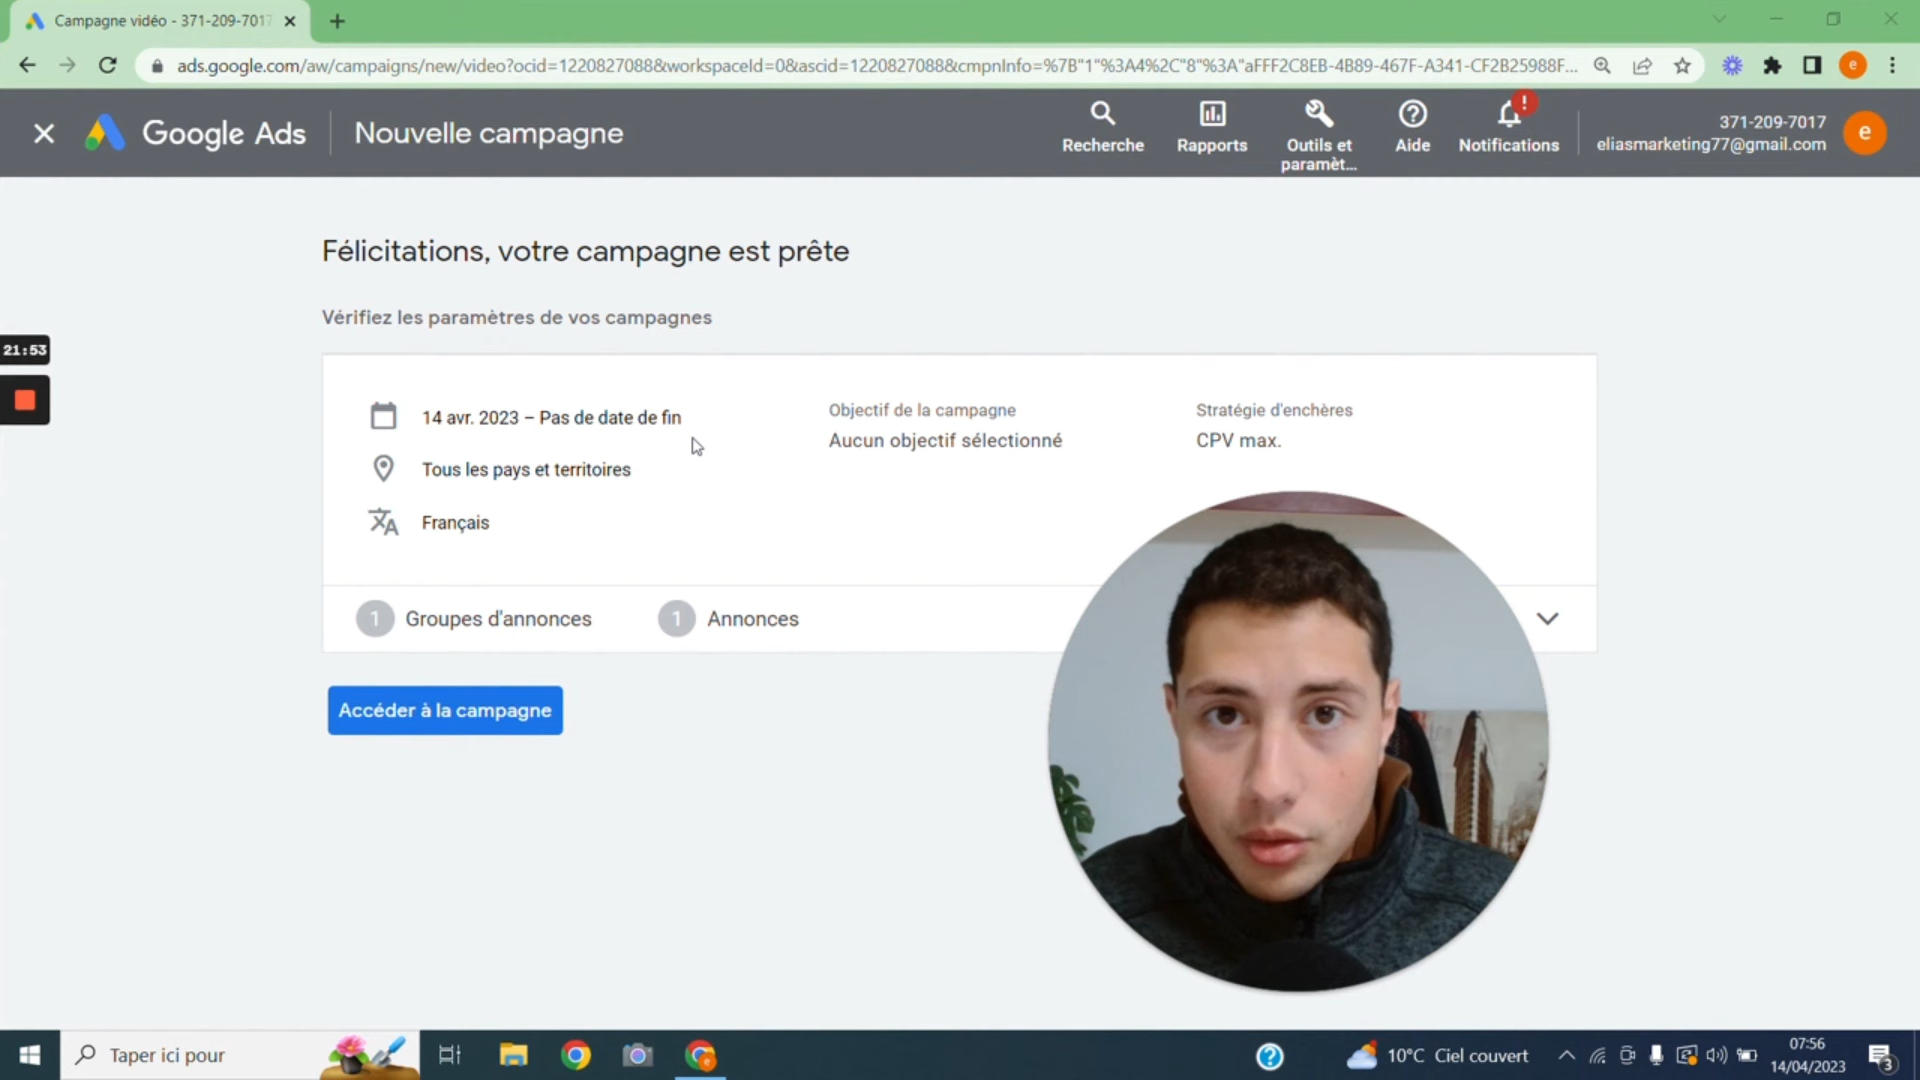 Campagne vidéo - 371-209-7017
ads.google.com/aw/campaigns/new/video?ocid=1220827088&workspaceId=0&ascid=1220827088&cmpnInfo=%7B"1"%3A4%2C"8"%3A"aFFF2C8EB-4B89-467F-A341-CF2B25988F...
e
Google Ads
Nouvelle campagne
Recherche
Rapports
Outils et
paramèt...
Aide
!
Notifications
371-209-7017
eliasmarketing77@gmail.com
e
Félicitations, votre campagne est prête
Vérifiez les paramètres de vos campagnes
21:53
14 avr. 2023 – Pas de date de fin
Tous les pays et territoires
Français
Objectif de la campagne
Aucun objectif sélectionné
Stratégie d'enchères
CPV max.
1 Groupes d'annonces
1 Annonces
Accéder à la campagne
Taper ici pour
10°C Ciel couvert
07:56
14/04/2023
3